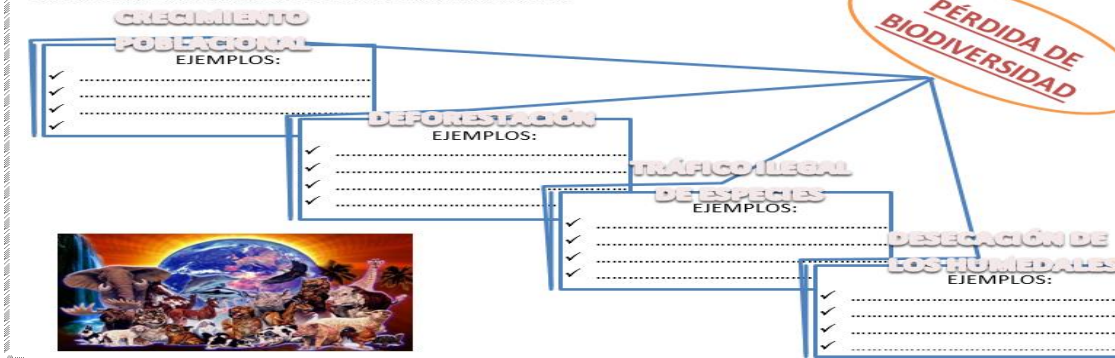 CRECIMIENTO
POBLACIONAL
EJEMPLOS:
PÉRDIDA DE
BIODIVERSIDAD
DEFORESTACIÓN
EJEMPLOS:
TRÁFICO ILEGAL
DE ESPECIES
EJEMPLOS:
DESECACIÓN DE
LOS HUMEDALES
EJEMPLOS: